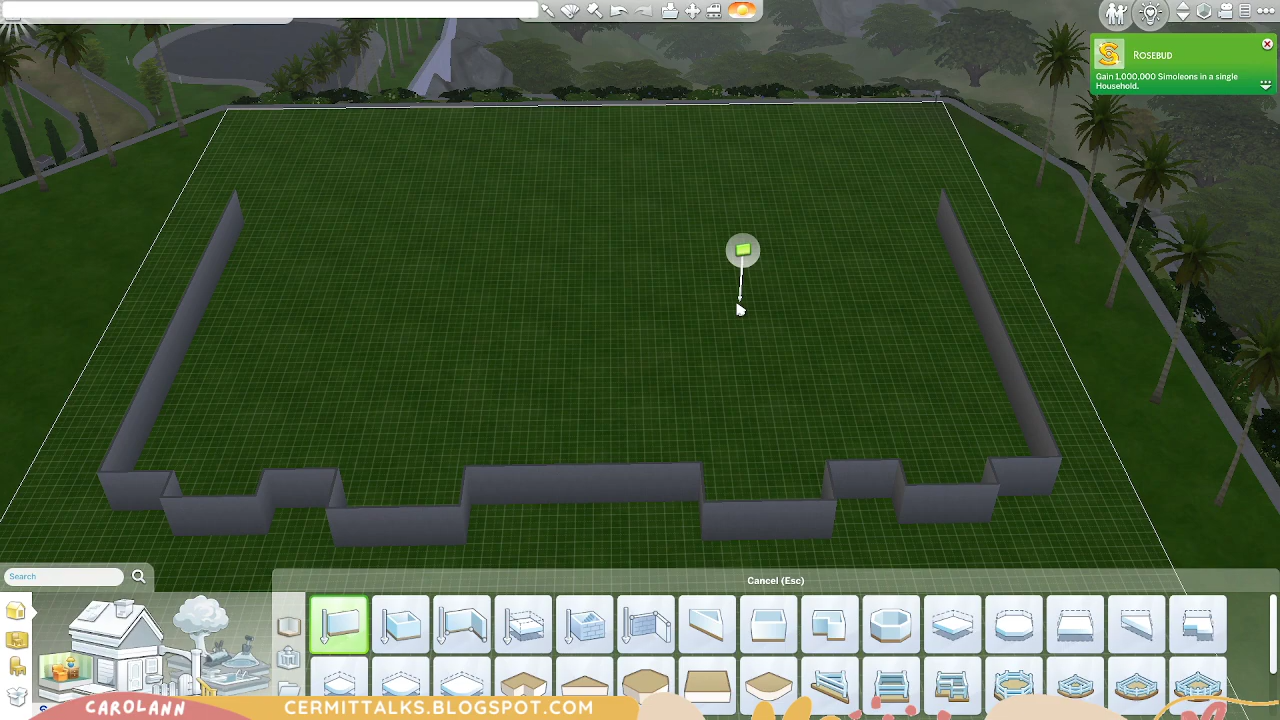 ROSEBUD
Gain 1,000,000 Simoleons in a single
Household.
Search
Cancel (Esc)
CAROLANN
CERMITTALKS.BLOGSPOT.COM